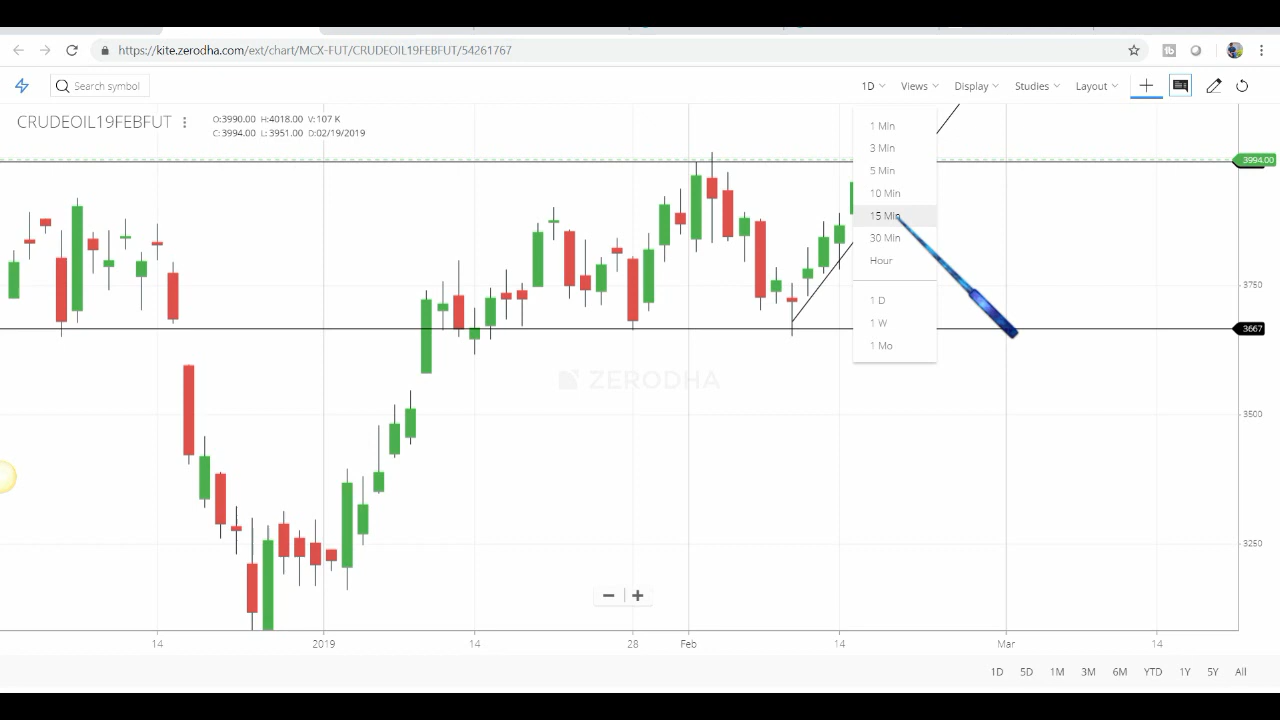 https://kite.zerodha.com/ext/chart/MCX-FUT/CRUDEOIL19FEBFUT/54261767
Search symbol
1D
Views
Display
Studies
Layout
CRUDEOIL19FEBFUT
O:3990.00 H:4018.00 V:107 K
C:3994.00 L:3951.00 D:02/19/2019
1 Min
3 Min
5 Min
10 Min
15 Min
30 Min
Hour
1 D
1 W
1 Mo
3994.00
3750
3667
3500
3250
ZERODHA
14
2019
14
28
Feb
14
Mar
14
1D
5D
1M
3M
6M
YTD
1Y
5Y
All